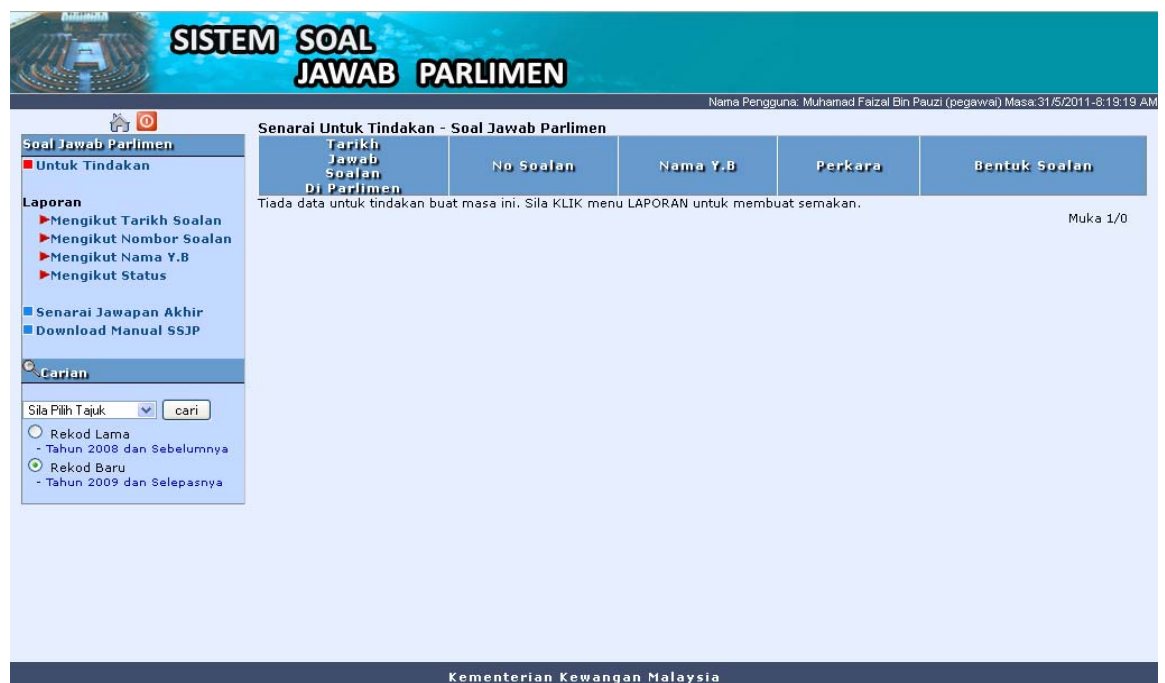 SISTEM SOAL
JAWAB PARLIMEN
Nama Pengguna: Muhamad Faizal Bin Pauzi (pegawai) Masa:31/5/2011-8:19:19 AM
Soal Jawab Parlimen
Untuk Tindakan
Laporan
Mengikut Tarikh Soalan
Mengikut Nombor Soalan
Mengikut Nama Y.B
Mengikut Status
Senarai Jawapan Akhir
Download Manual SSJP
Carian
Sila Pilih Tajuk cari
Rekod Lama
- Tahun 2008 dan Sebelumnya
Rekod Baru
- Tahun 2009 dan Selepasnya
Senarai Untuk Tindakan - Soal Jawab Parlimen
Tarikh
Jawab
Soalan
Di Parlimen
No Soalan
Nama Y.B
Perkara
Bentuk Soalan
Tiada data untuk tindakan buat masa ini. Sila KLIK menu LAPORAN untuk membuat semakan.
Muka 1/0
Kementerian Kewangan Malaysia